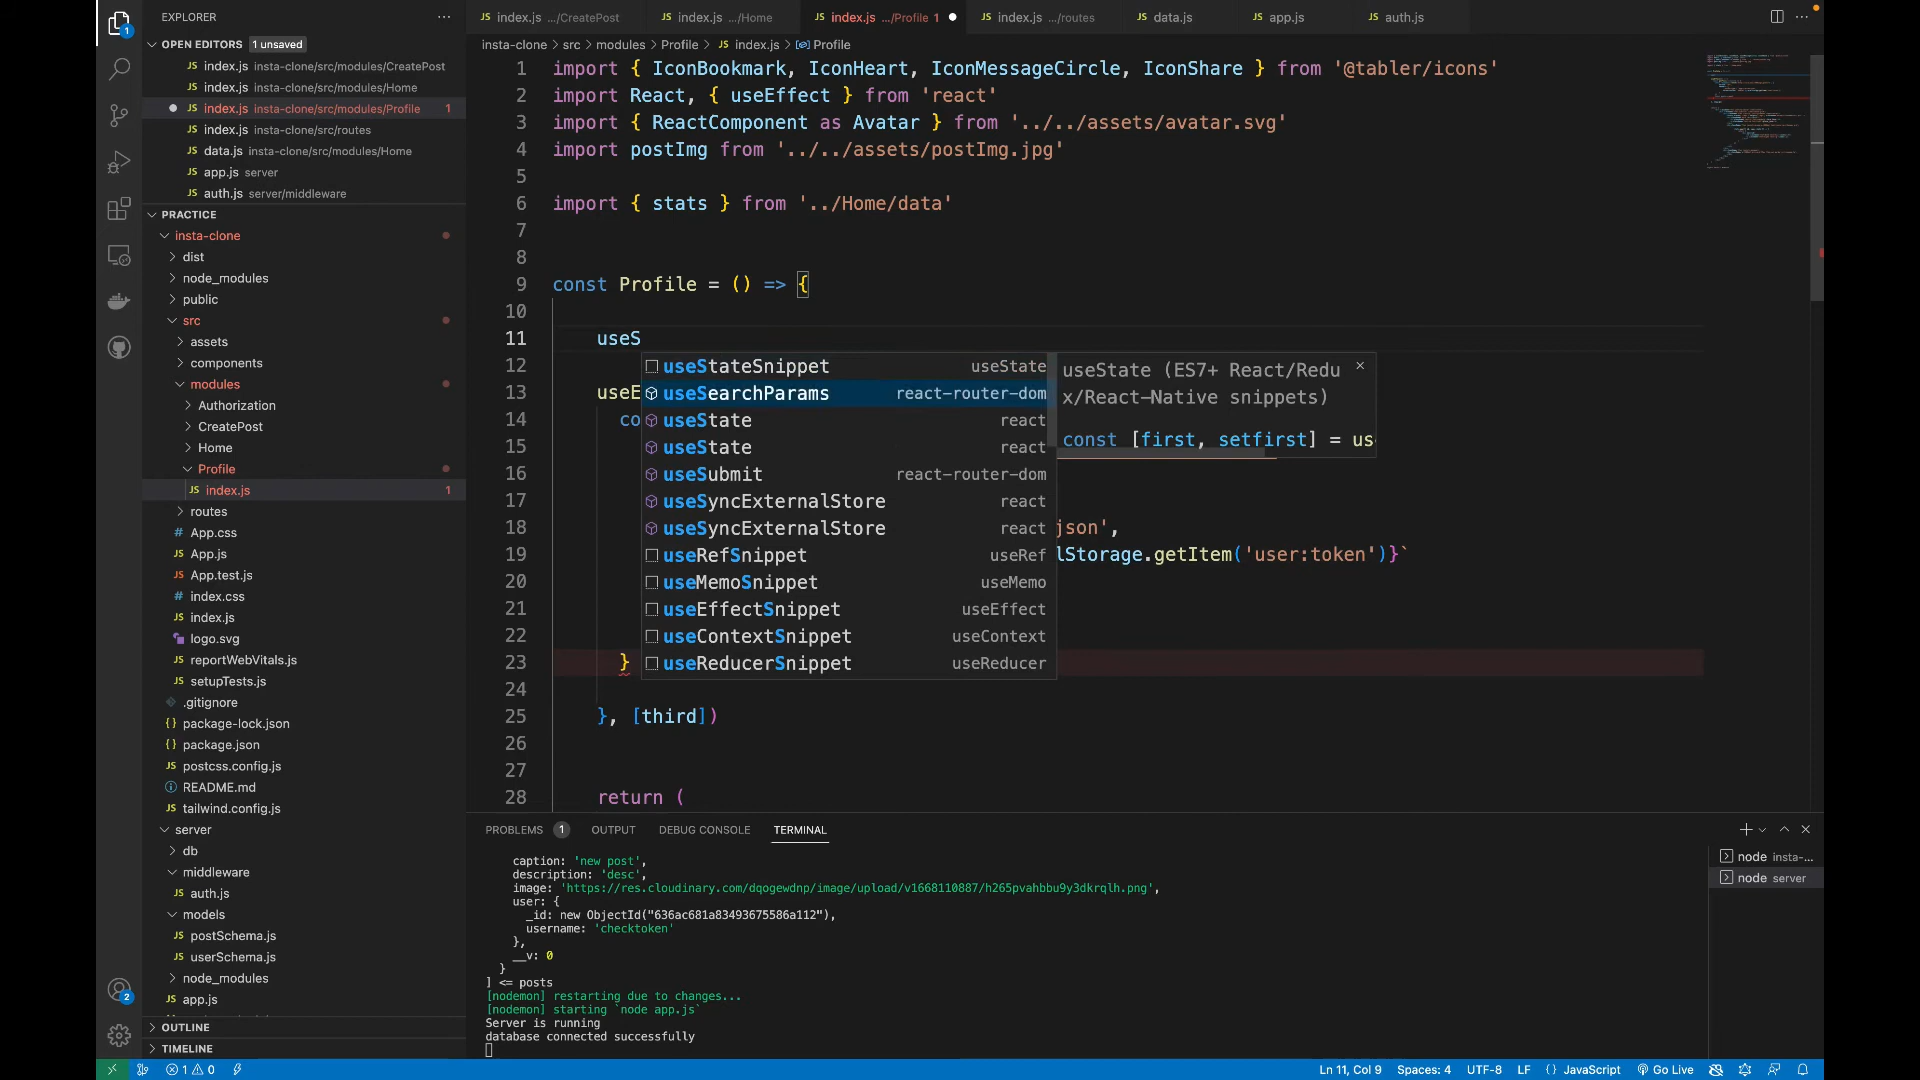 EXPLORER
index.js .../CreatePost
index.js .../Home
index.js .../Profile 1
index.js .../routes
data.js
app.js
auth.js
OPEN EDITORS 1 unsaved
index.js insta-clone/src/modules/CreatePost
index.js insta-clone/src/modules/Home
index.js insta-clone/src/modules/Profile 1
index.js insta-clone/src/routes
data.js insta-clone/src/modules/Home
app.js server
auth.js server/middleware
PRACTICE
insta-clone
dist
node_modules
public
src
assets
components
modules
Authorization
CreatePost
Home
Profile
index.js 1
routes
App.css
App.js
App.test.js
index.css
index.js
logo.svg
reportWebVitals.js
setupTests.js
.gitignore
package-lock.json
package.json
postcss.config.js
README.md
tailwind.config.js
server
db
middleware
auth.js
models
postSchema.js
userSchema.js
node_modules
app.js
OUTLINE
TIMELINE
insta-clone > src > modules > Profile > index.js > Profile
1 import { IconBookmark, IconHeart, IconMessageCircle, IconShare } from '@tabler/icons'
2 import React, { useEffect } from 'react'
3 import { ReactComponent as Avatar } from '../../assets/avatar.svg'
4 import postImg from '../../assets/postImg.jpg'
5
6 import { stats } from '../Home/data'
7
8
9 const Profile = () => {
10
11 useS
12
13 useE
14 co
15
16
17
18 json',
19 lStorage.getItem('user:token')}`
20
21
22
23 }
24
25 }, [third])
26
27
28 return (
useStateSnippet useState
useSearchParams react-router-dom
useState react
useState react
useSubmit react-router-dom
useSyncExternalStore react
useSyncExternalStore react
useRefSnippet useRef
useMemoSnippet useMemo
useEffectSnippet useEffect
useContextSnippet useContext
useReducerSnippet useReducer
useState (ES7+ React/Redu
x/React-Native snippets)
const [first, setfirst] = us
PROBLEMS 1 OUTPUT DEBUG CONSOLE TERMINAL
caption: 'new post',
description: 'desc',
image: 'https://res.cloudinary.com/dqogewdnp/image/upload/v1668110887/h265pvahbbu9y3dkrqlh.png',
user: {
_id: new ObjectId("636ac681a83493675586a112"),
username: 'checktoken'
},
__v: 0
}
] <= posts
[nodemon] restarting due to changes...
[nodemon] starting `node app.js`
Server is running
database connected successfully
node insta-...
node server
1 0
Ln 11, Col 9 Spaces: 4 UTF-8 LF {} JavaScript Go Live